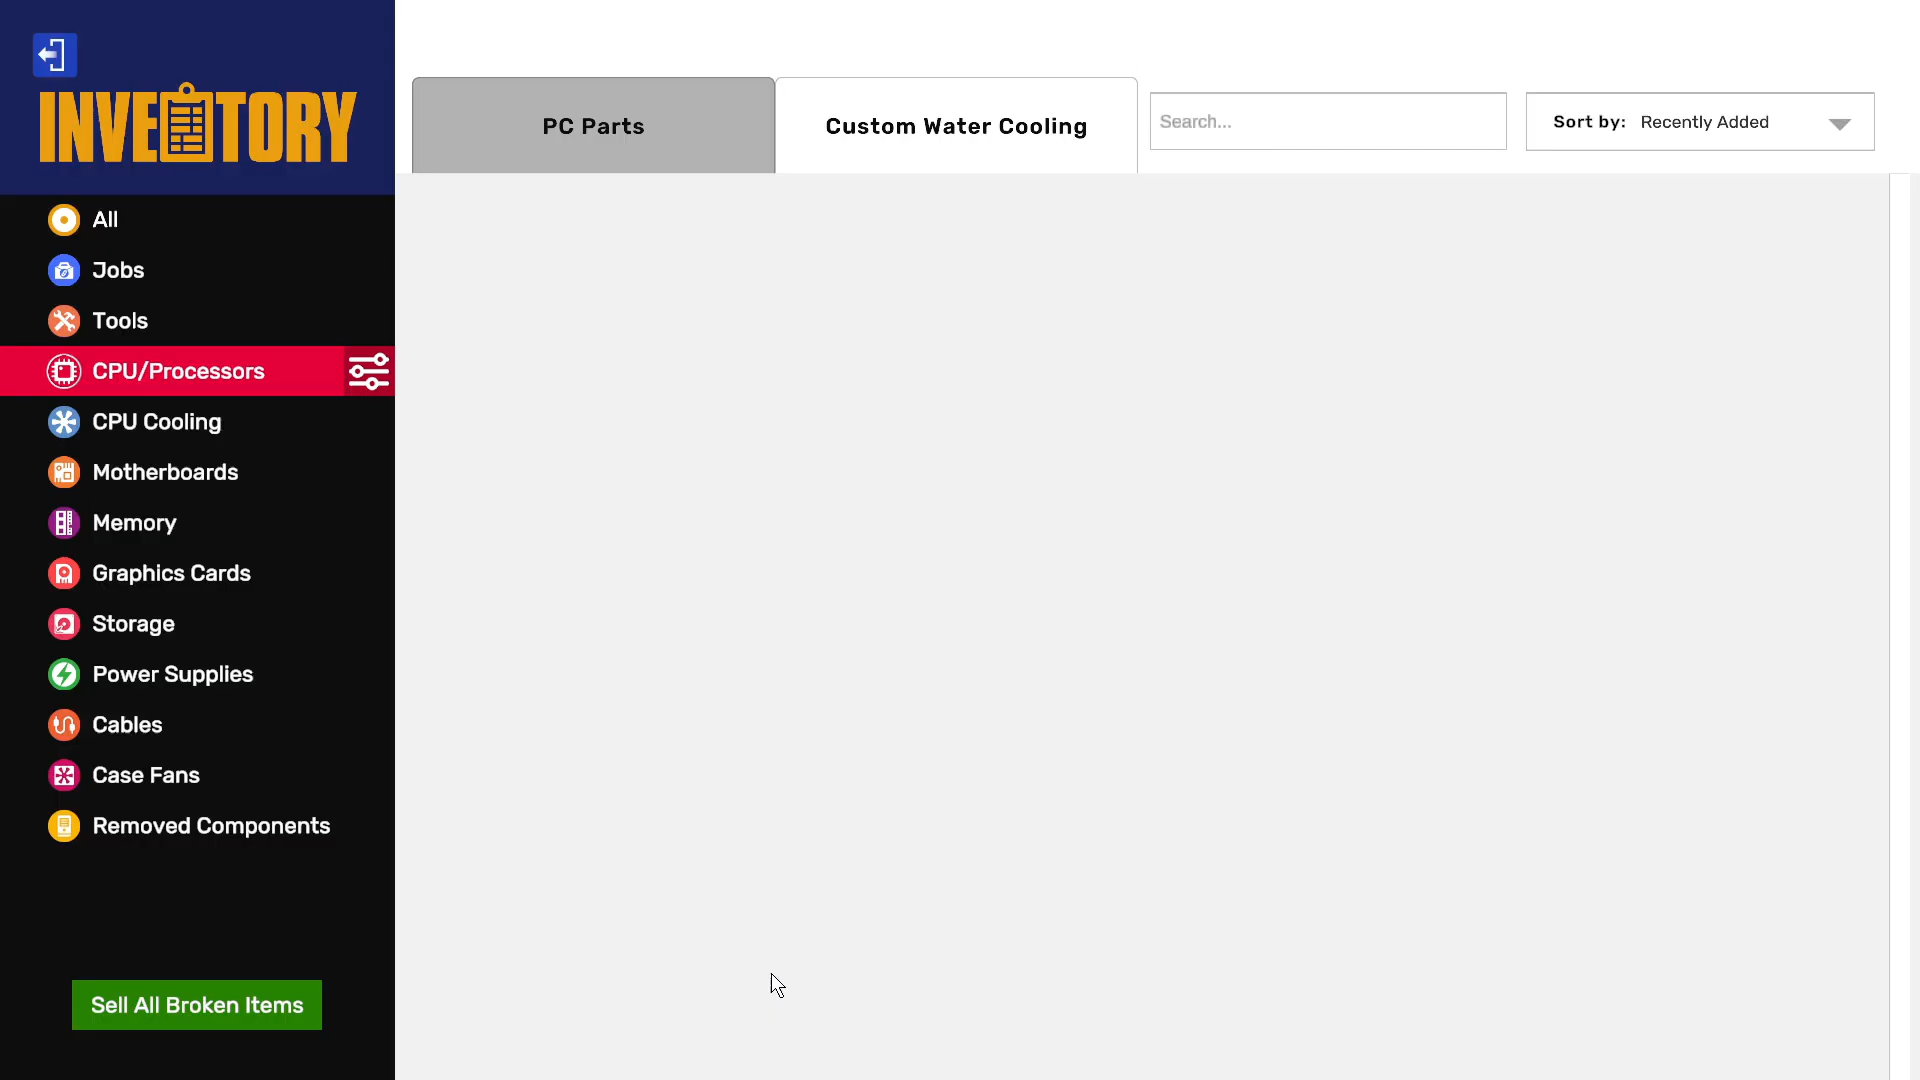 INVENTORY
PC Parts
Custom Water Cooling
Search...
Sort by: Recently Added
All
Jobs
Tools
CPU/Processors
CPU Cooling
Motherboards
Memory
Graphics Cards
Storage
Power Supplies
Cables
Case Fans
Removed Components
Sell All Broken Items